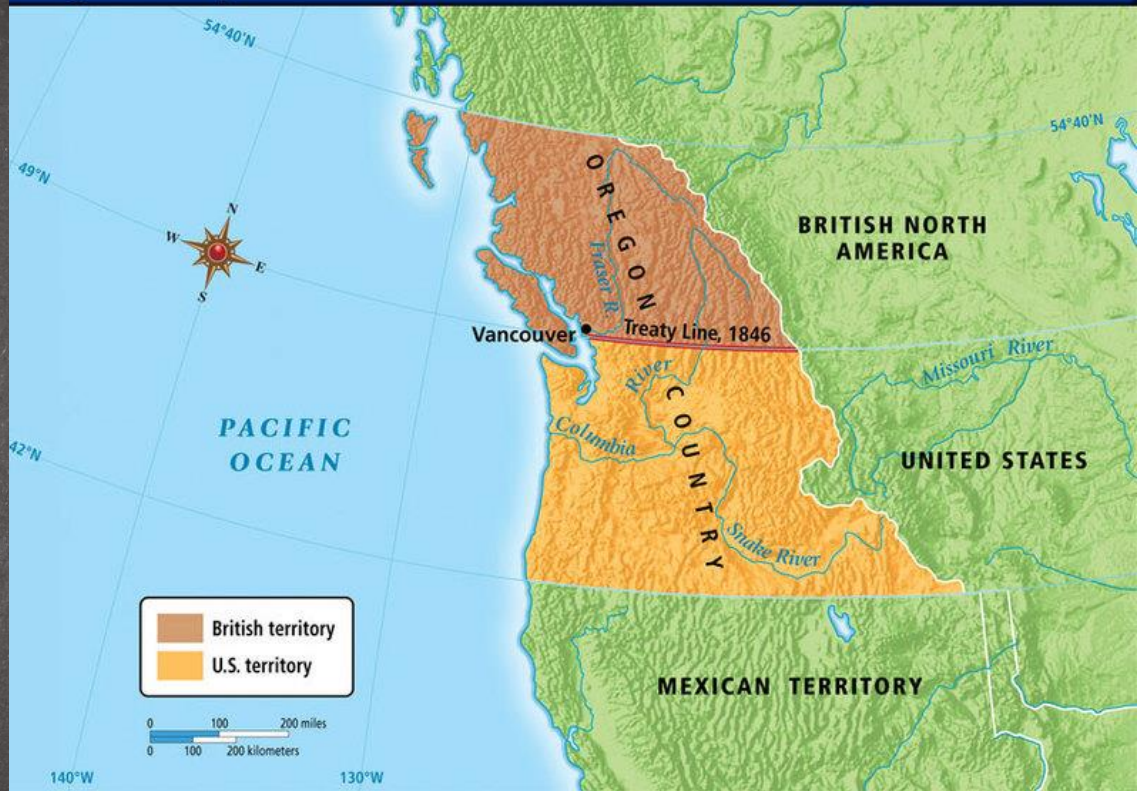 54°40'N
54°40'N
49°N
N
W
E
S
OREGON
COUNTRY
Fraser R.
BRITISH NORTH
AMERICA
Vancouver
Treaty Line, 1846
River
Columbia
Missouri River
PACIFIC
OCEAN
42°N
UNITED STATES
Snake River
British territory
U.S. territory
MEXICAN TERRITORY
0 100 200 miles
0 100 200 kilometers
140°W
130°W